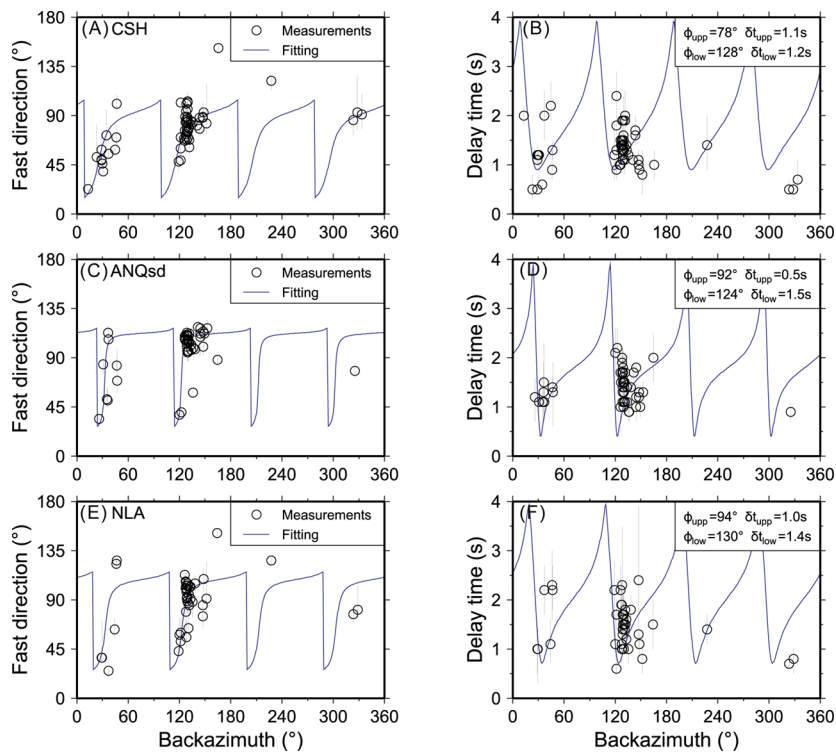 (A) CSH
Measurements
Fitting
Fast direction (°)
180
135
90
45
0
0 60 120 180 240 300 360
(B)
ϕupp=78° δtupp=1.1s
ϕlow=128° δtlow=1.2s
Delay time (s)
4
3
2
1
0
0 60 120 180 240 300 360
(C) ANQsd
Measurements
Fitting
Fast direction (°)
180
135
90
45
0
0 60 120 180 240 300 360
(D)
ϕupp=92° δtupp=0.5s
ϕlow=124° δtlow=1.5s
Delay time (s)
4
3
2
1
0
0 60 120 180 240 300 360
(E) NLA
Measurements
Fitting
Fast direction (°)
180
135
90
45
0
0 60 120 180 240 300 360
Backazimuth (°)
(F)
ϕupp=94° δtupp=1.0s
ϕlow=130° δtlow=1.4s
Delay time (s)
4
3
2
1
0
0 60 120 180 240 300 360
Backazimuth (°)